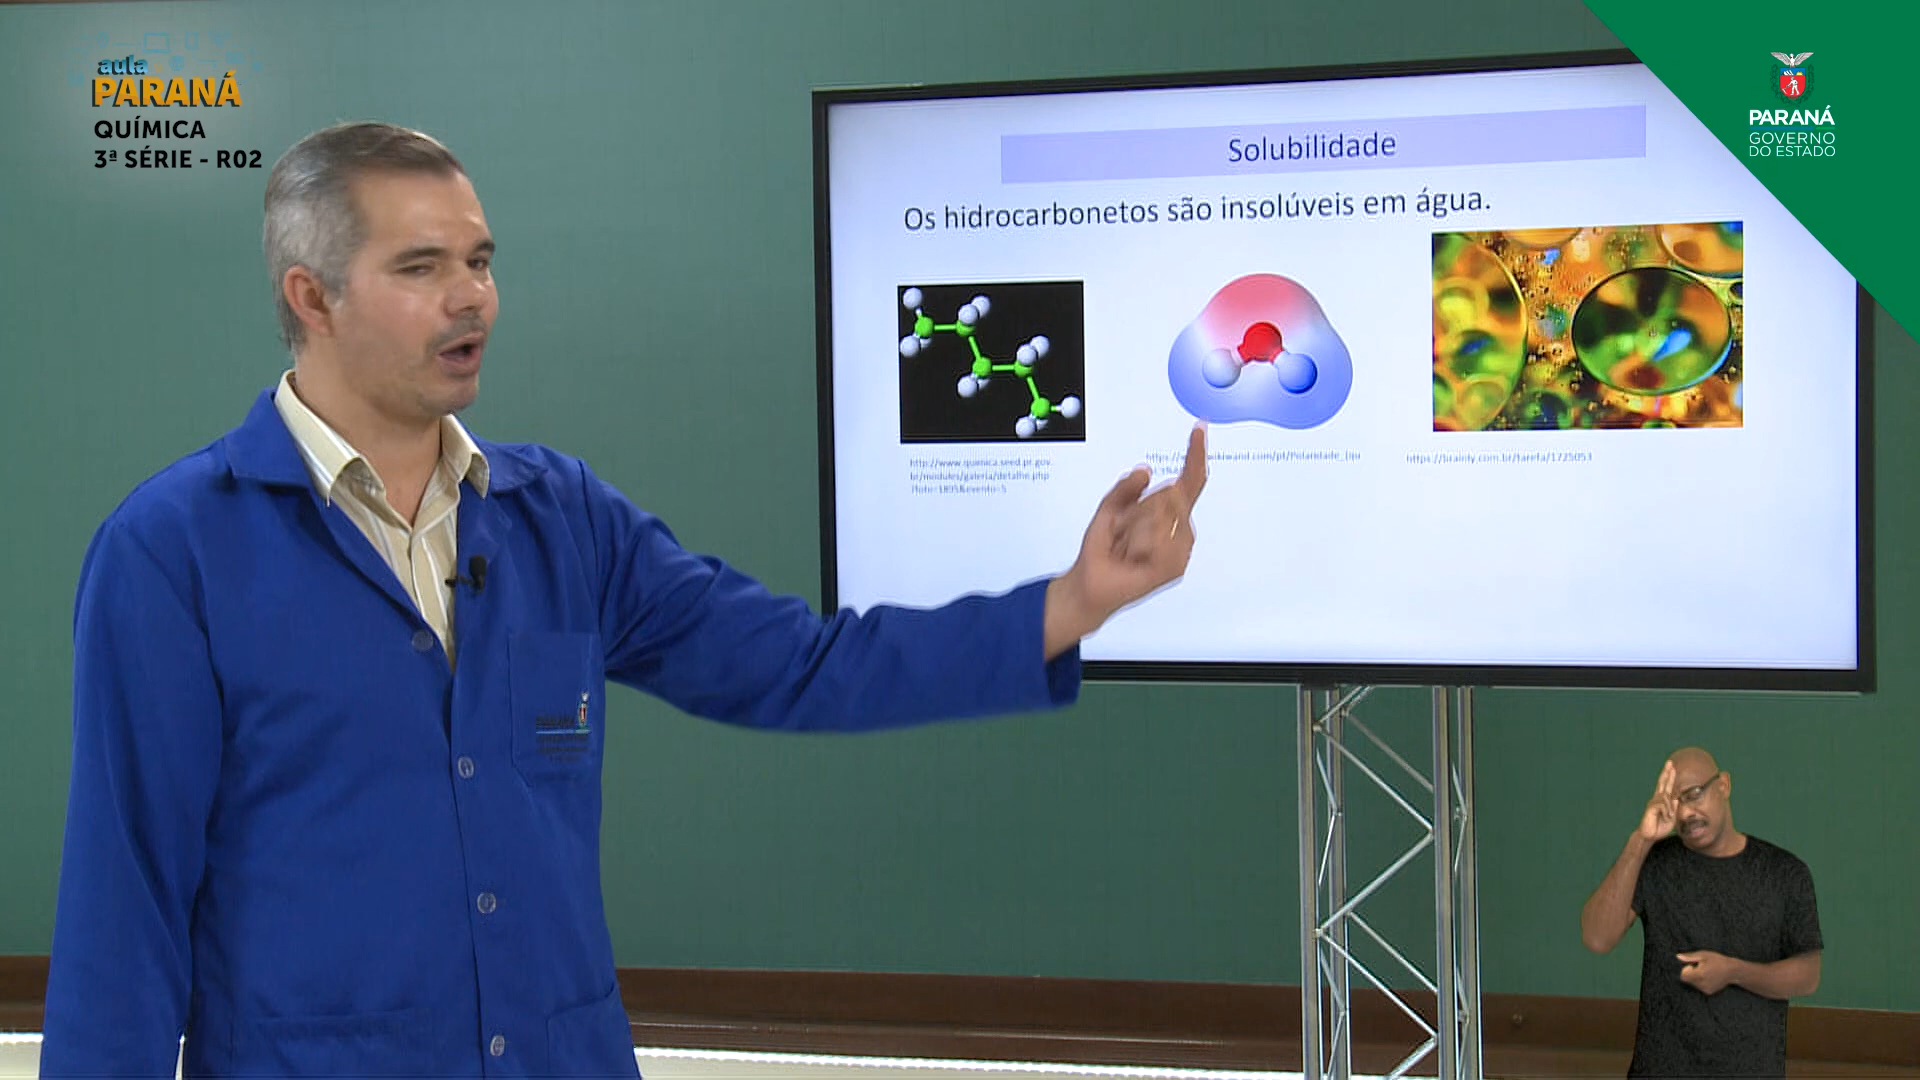 aula
PARANÁ
QUÍMICA
3ª SÉRIE - R02
PARANÁ
GOVERNO
DO ESTADO
Solubilidade
Os hidrocarbonetos são insolúveis em água.
http://www.quimica.seed.pr.gov.
br/modules/galeria/detalhe.php
?foto=1895&evento=5
https://brainly.com.br/tarefa/1725053